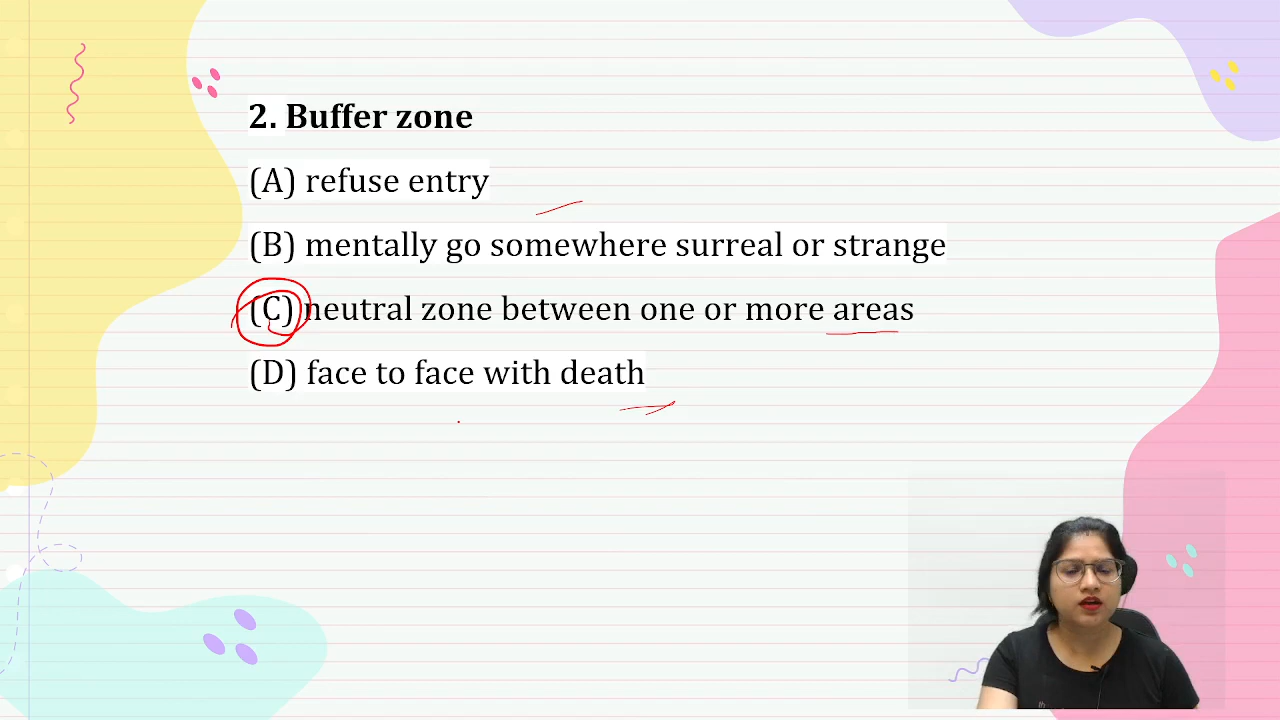 2. Buffer zone
(A) refuse entry
(B) mentally go somewhere surreal or strange
(C) neutral zone between one or more areas
(D) face to face with death